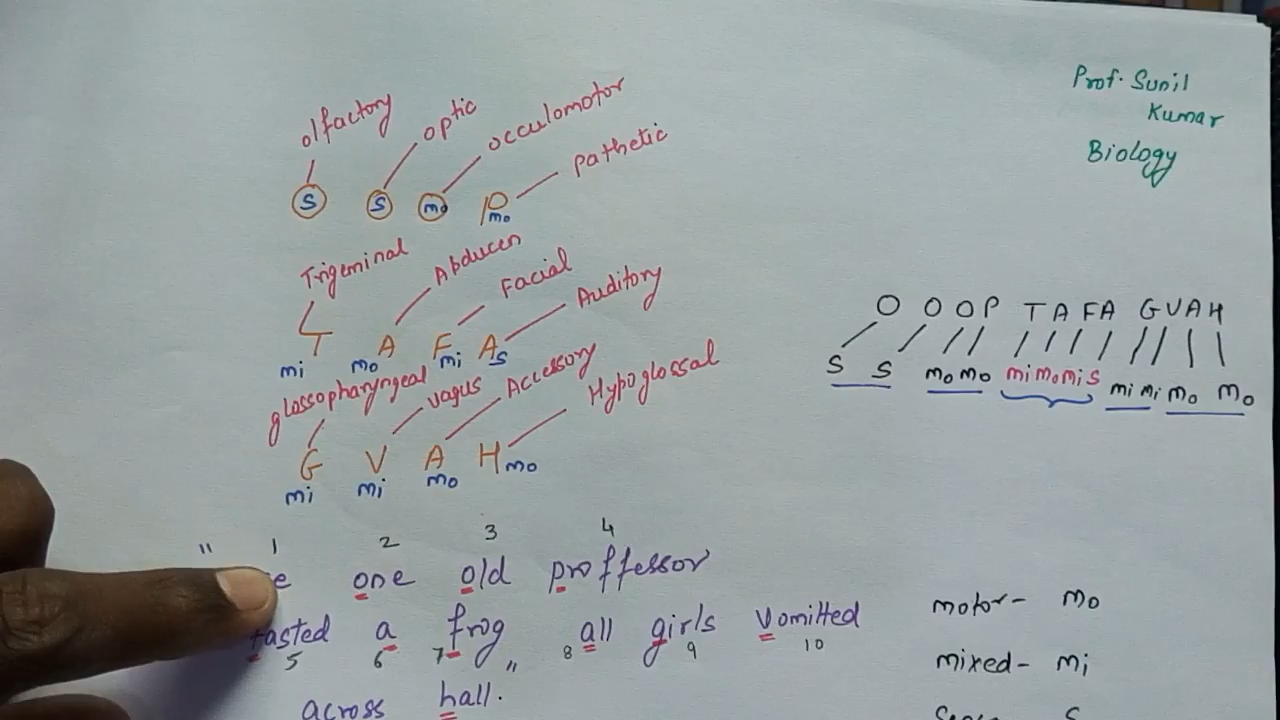 Prof. Sunil
Kumar
Biology
olfactory optic occulomotor pathetic
S S mo P mo
Trigeminal Abducen Facial Auditory
T A F A
mi mo mi S
glossopharyngeal vagus Accessory Hypoglossal
G V A H
mi mi mo mo
O O O P T A F A G V A H
S S mo mo mi mo mi S mi mi mo mo
" 1 2 3 4
one old proffessor
tasted a frog " all girls vomitted
5 6 7 8 9 10
across hall.
motor - mo
mixed - mi
S